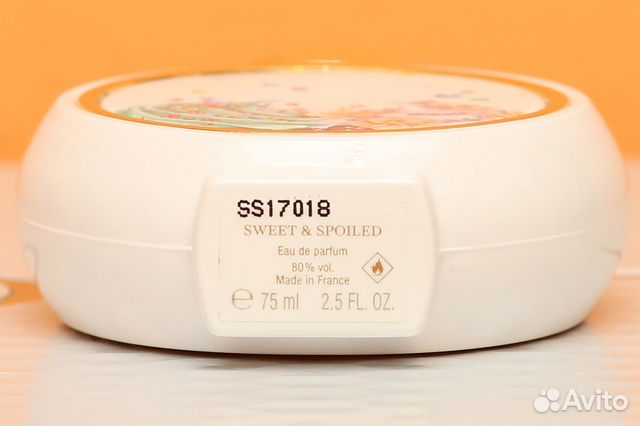 SS17018
SWEET & SPOILED
Eau de parfum
80% vol.
Made in France
e 75 ml 2.5 FL. OZ.
Avito